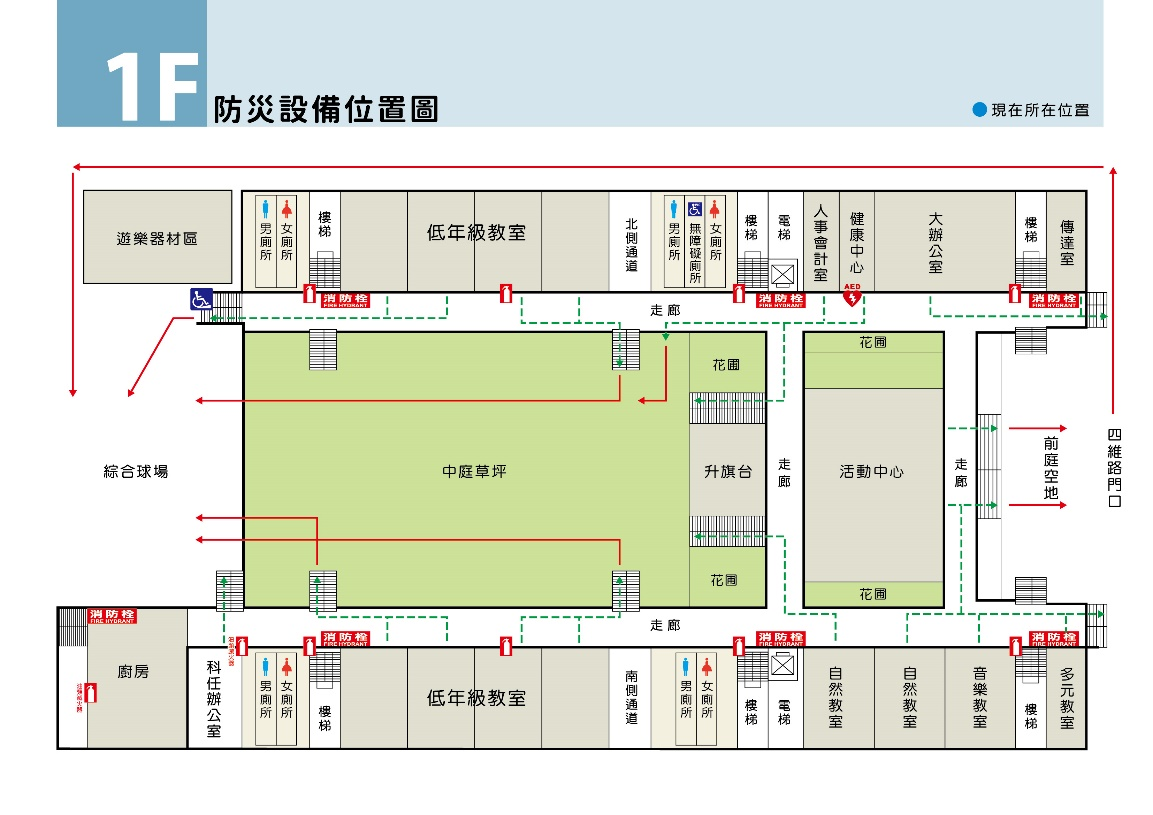 1F 防災設備位置圖
現在所在位置
遊樂器材區
男廁所
女廁所
樓梯
低年級教室
北側通道
男廁所
無障礙廁所
女廁所
樓梯
電梯
人事會計室
健康中心
大辦公室
樓梯
傳達室
AED
消防栓
FIRE HYDRANT
消防栓
FIRE HYDRANT
消防栓
FIRE HYDRANT
走廊
花圃
花圃
綜合球場
中庭草坪
升旗台
走廊
活動中心
走廊
前庭空地
四維路門口
花圃
花圃
消防栓
FIRE HYDRANT
走廊
消防栓
FIRE HYDRANT
消防栓
FIRE HYDRANT
消防栓
FIRE HYDRANT
廚房
科任辦公室
男廁所
女廁所
樓梯
低年級教室
南側通道
男廁所
女廁所
樓梯
電梯
自然教室
自然教室
音樂教室
樓梯
多元教室